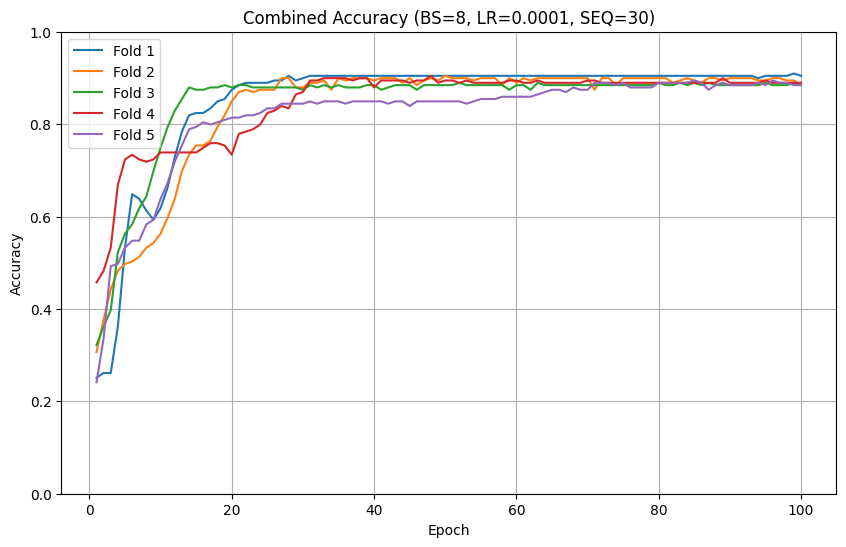 Combined Accuracy (BS=8, LR=0.0001, SEQ=30)
1.0
0.8
0.6
0.4
0.2
0.0
Accuracy
Fold 1
Fold 2
Fold 3
Fold 4
Fold 5
0 20 40 60 80 100
Epoch